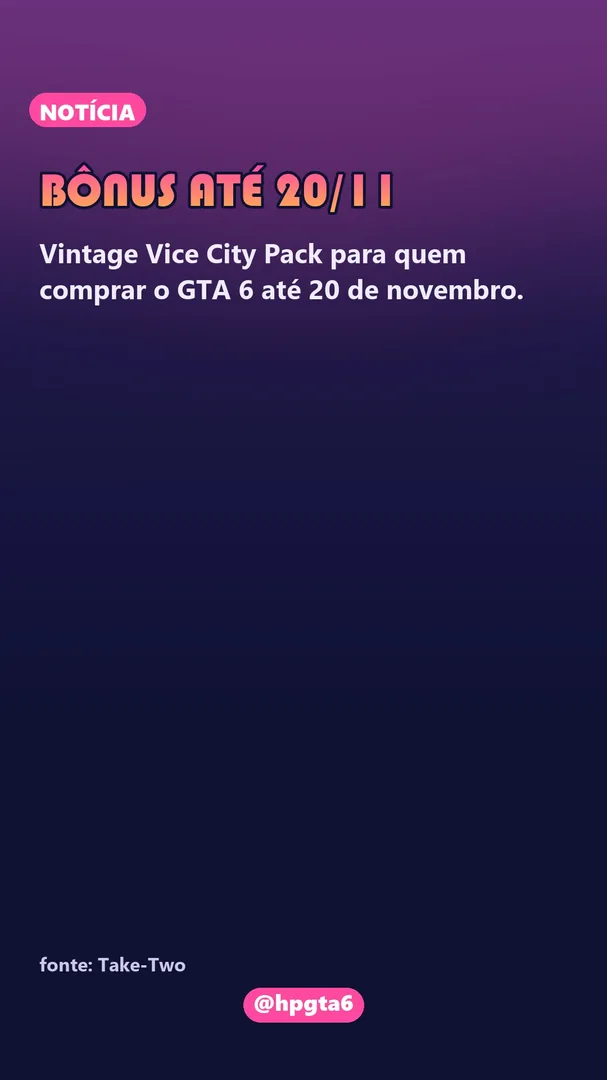 NOTÍCIA
BÔNUS ATÉ 20/11
Vintage Vice City Pack para quem
comprar o GTA 6 até 20 de novembro.
fonte: Take-Two
@hpgta6